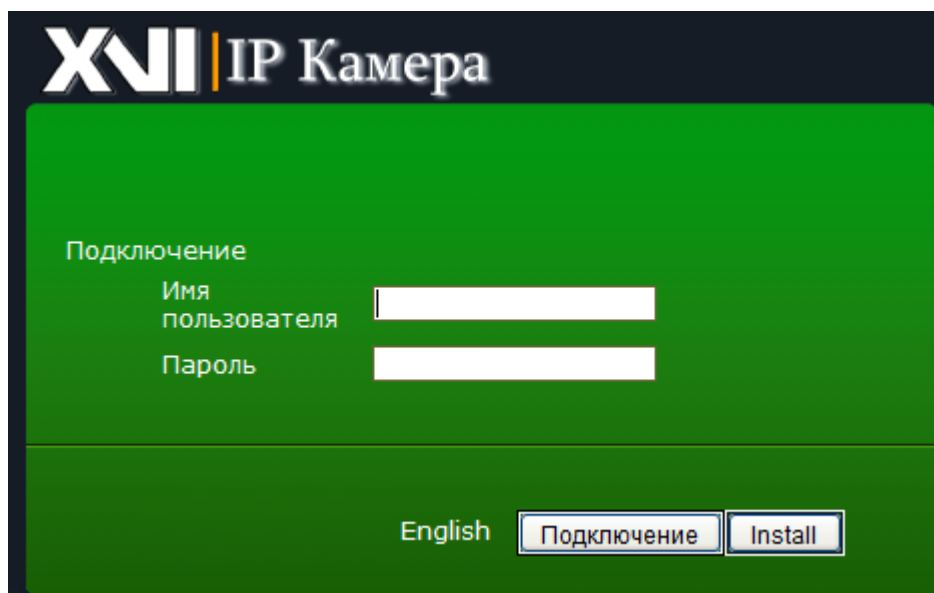 XVI IP Камера
Подключение
Имя
пользователя
Пароль
English Подключение Install